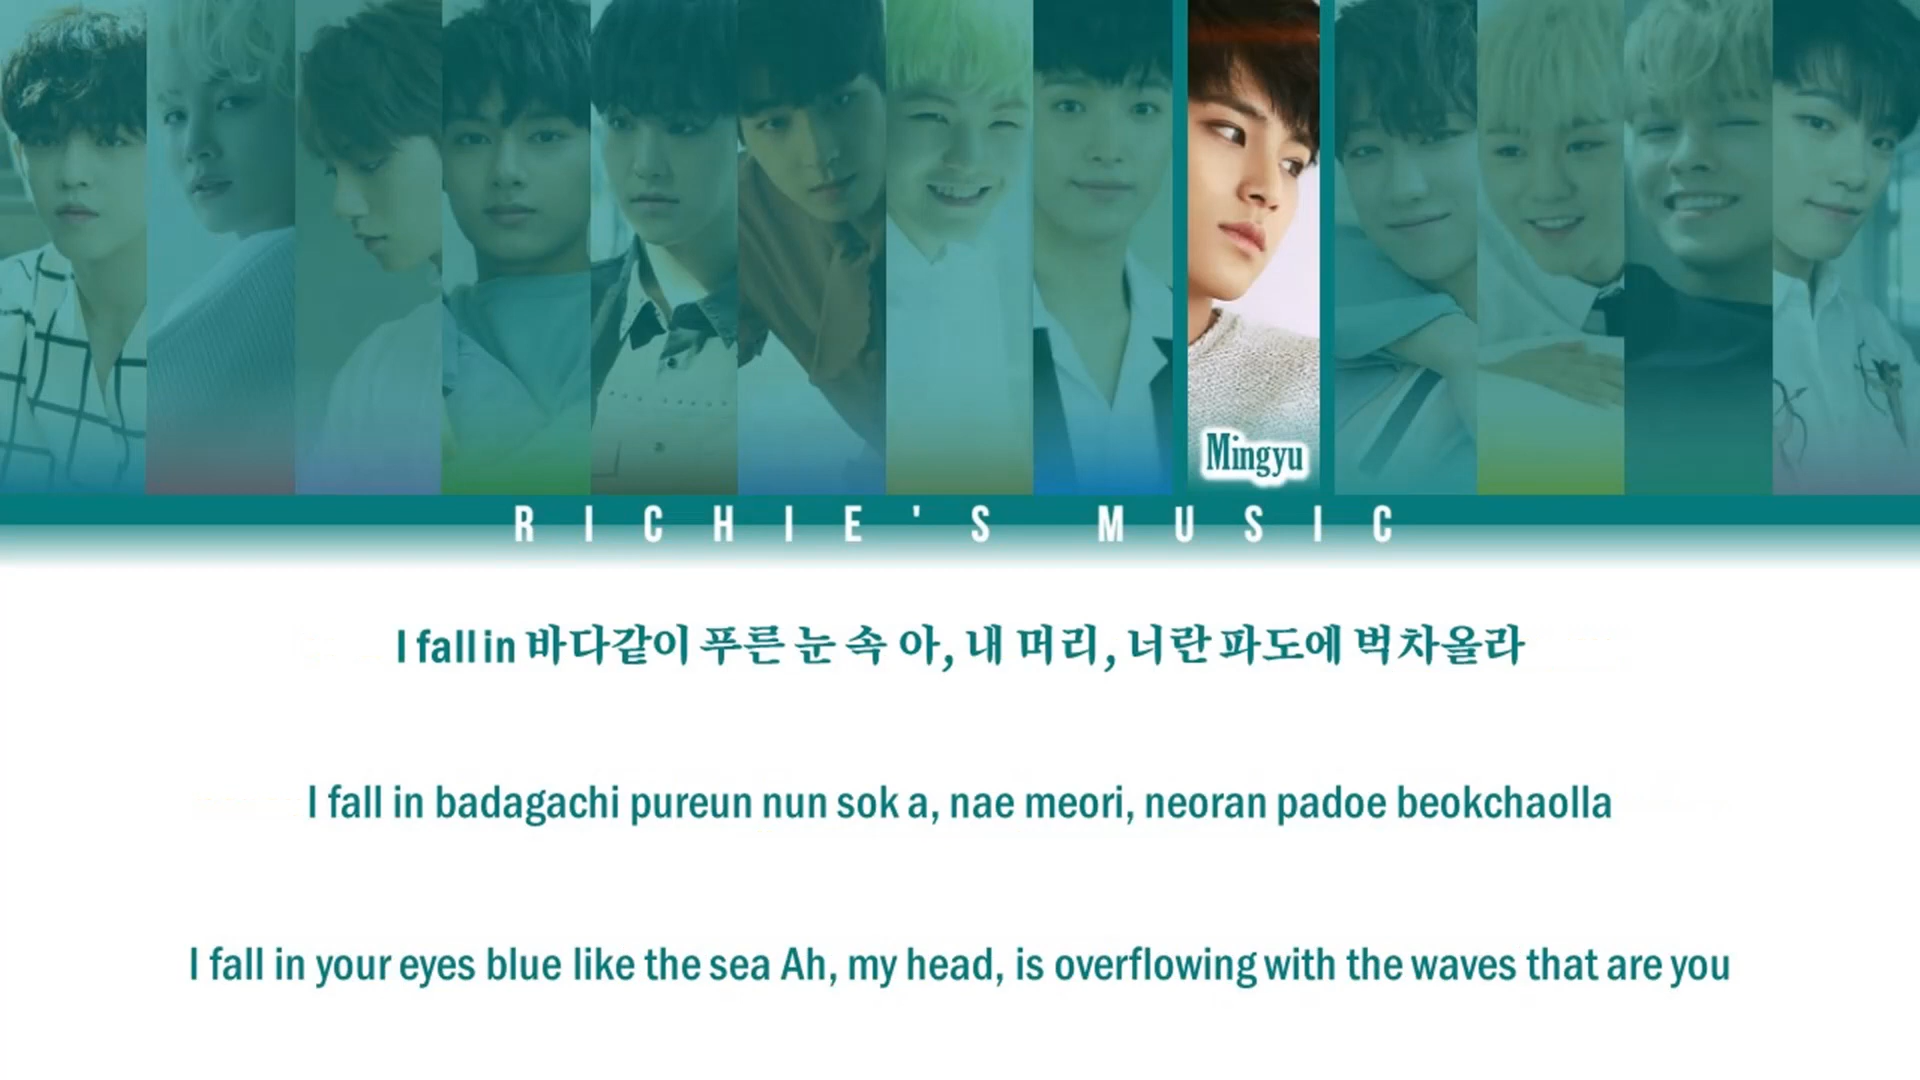 Mingyu
RICHIE'S MUSIC
I fall in 바다같이 푸른 눈 속 아, 내 머리, 너란 파도에 벅차올라
I fall in badagachi pureun nun sok a, nae meori, neoran padoe beokchaolla
I fall in your eyes blue like the sea Ah, my head, is overflowing with the waves that are you